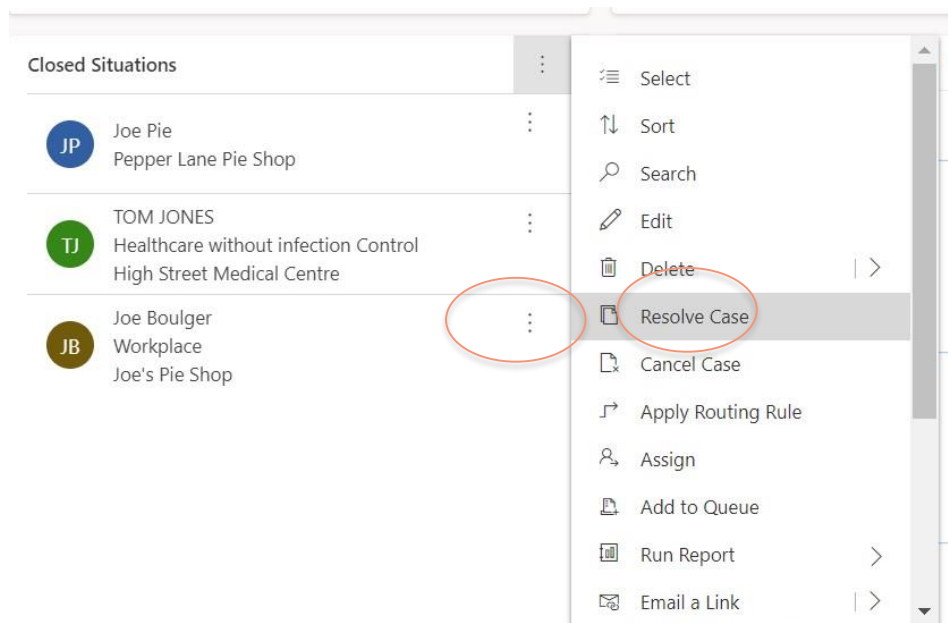 Closed Situations
JP
Joe Pie
Pepper Lane Pie Shop
TJ
TOM JONES
Healthcare without infection Control
High Street Medical Centre
JB
Joe Boulger
Workplace
Joe's Pie Shop
Select
Sort
Search
Edit
Delete
Resolve Case
Cancel Case
Apply Routing Rule
Assign
Add to Queue
Run Report
Email a Link